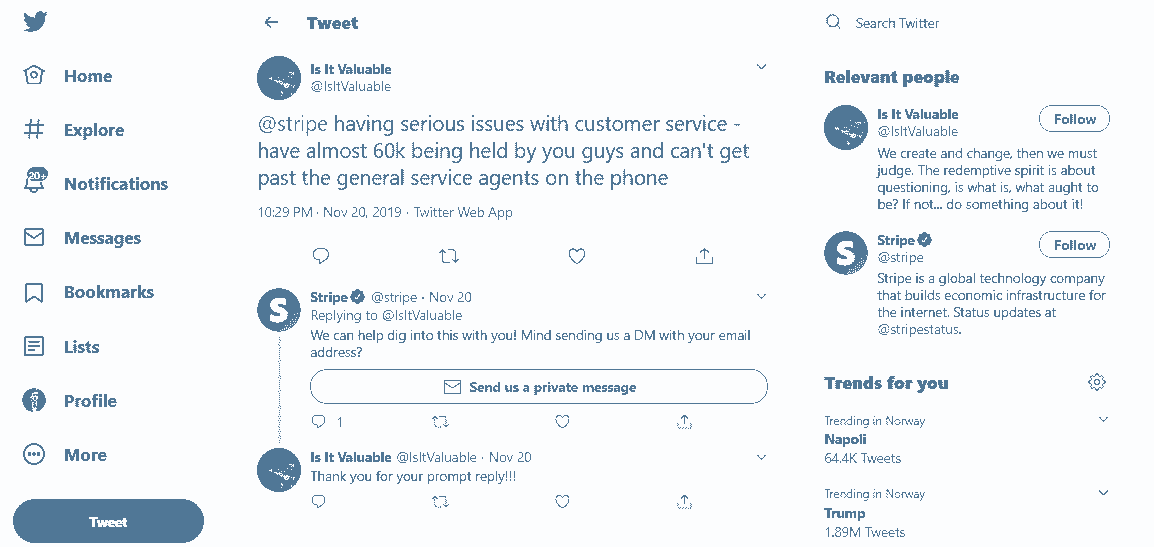 Home
Explore
20+
Notifications
Messages
Bookmarks
Lists
Profile
More
Tweet
Tweet
Is It Valuable
@IsItValuable
@stripe having serious issues with customer service -
have almost 60k being held by you guys and can't get
past the general service agents on the phone
10:29 PM · Nov 20, 2019 · Twitter Web App
S
Stripe @stripe · Nov 20
Replying to @IsItValuable
We can help dig into this with you! Mind sending us a DM with your email
address?
Send us a private message
1
Is It Valuable @IsItValuable · Nov 20
Thank you for your prompt reply!!!
Search Twitter
Relevant people
Is It Valuable
@IsItValuable
Follow
We create and change, then we must
judge. The redemptive spirit is about
questioning, is what is, what aught to
be? If not... do something about it!
S
Stripe
@stripe
Follow
Stripe is a global technology company
that builds economic infrastructure for
the internet. Status updates at
@stripestatus.
Trends for you
Trending in Norway
Napoli
64.4K Tweets
Trending in Norway
Trump
1.89M Tweets